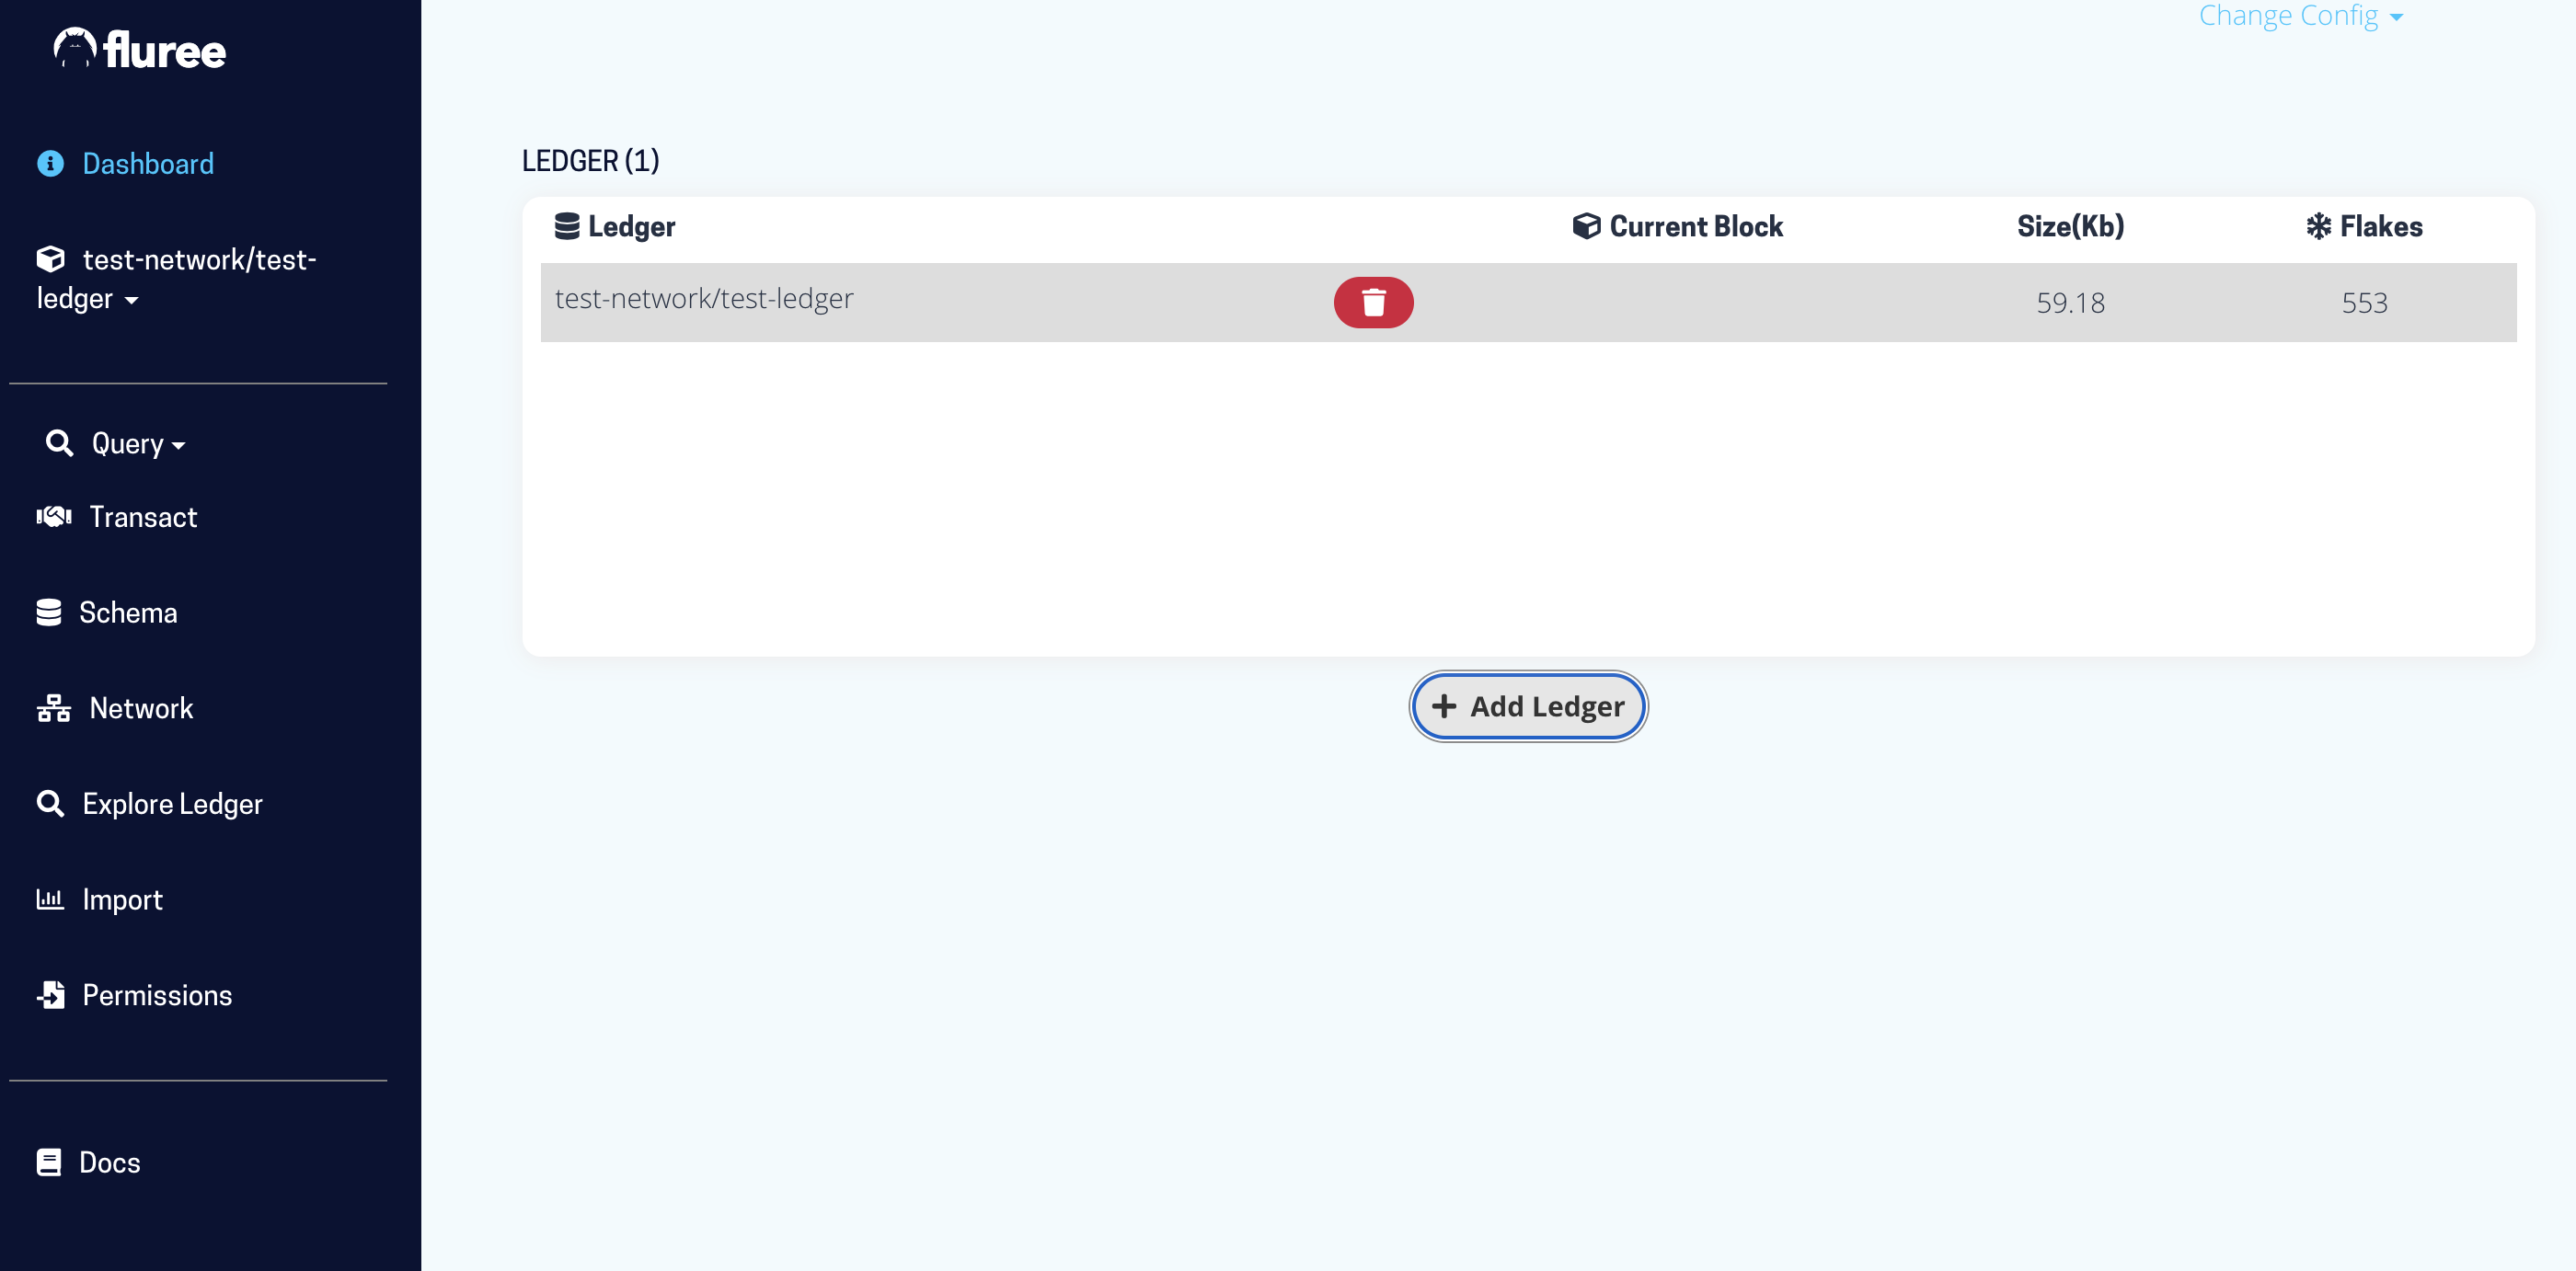 fluree
Dashboard
test-network/test-
ledger
Query
Transact
Schema
Network
Explore Ledger
Import
Permissions
Docs
Change Config
LEDGER (1)
Ledger Current Block Size(Kb) Flakes
test-network/test-ledger 59.18 553
Add Ledger